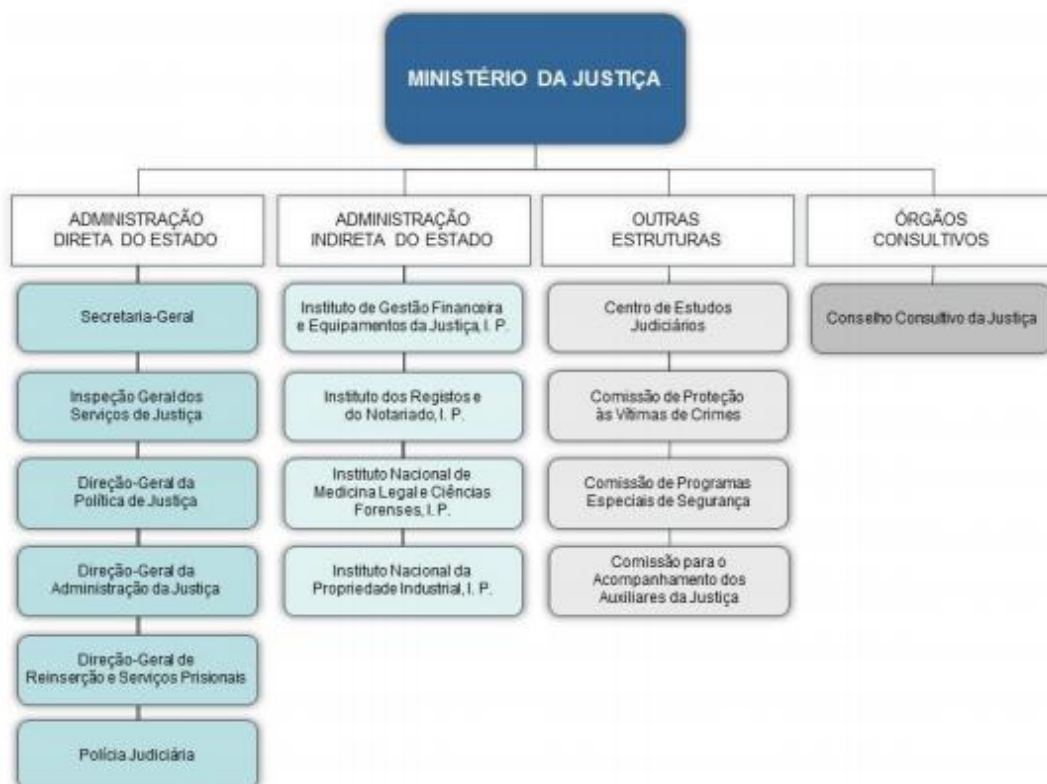 MINISTÉRIO DA JUSTIÇA
ADMINISTRAÇÃO
DIRETA DO ESTADO
Secretaria-Geral
Inspeção Geral dos
Serviços de Justiça
Direção-Geral da
Política de Justiça
Direção-Geral da
Administração da Justiça
Direção-Geral de
Reinserção e Serviços Prisionais
Polícia Judiciária
ADMINISTRAÇÃO
INDIRETA DO ESTADO
Instituto de Gestão Financeira
e Equipamentos da Justiça, I. P.
Instituto dos Registos e
do Notariado, I. P.
Instituto Nacional de
Medicina Legal e Ciências
Forenses, I. P.
Instituto Nacional da
Propriedade Industrial, I. P.
OUTRAS
ESTRUTURAS
Centro de Estudos
Judiciários
Comissão de Proteção
às Vítimas de Crimes
Comissão de Programas
Especiais de Segurança
Comissão para o
Acompanhamento dos
Auxiliares da Justiça
ÓRGÃOS
CONSULTIVOS
Conselho Consultivo da Justiça